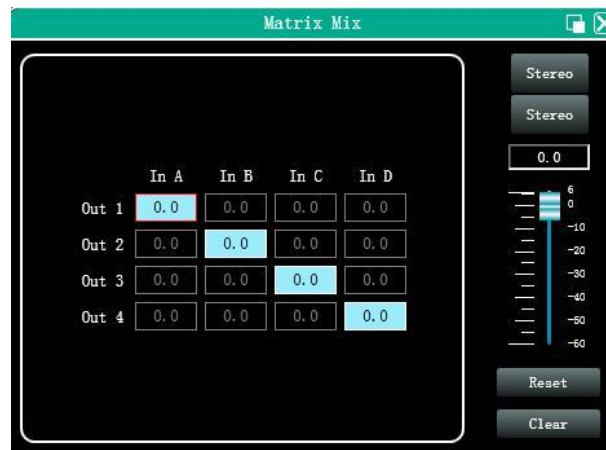 Matrix Mix
Stereo
Stereo
0.0
In A In B In C In D
Out 1 0.0 0.0 0.0 0.0
Out 2 0.0 0.0 0.0 0.0
Out 3 0.0 0.0 0.0 0.0
Out 4 0.0 0.0 0.0 0.0
6
0
-10
-20
-30
-40
-50
-60
Reset
Clear